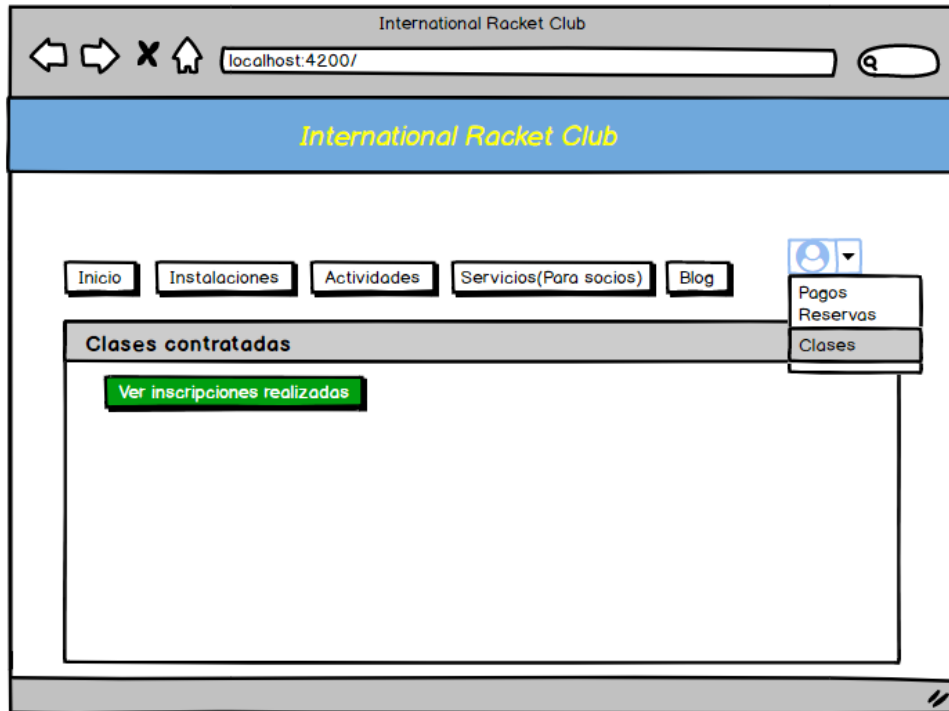 International Racket Club
localhost:4200/
International Racket Club
Inicio
Instalaciones
Actividades
Servicios(Para socios)
Blog
Pagos
Reservas
Clases
Clases contratadas
Ver inscripciones realizadas